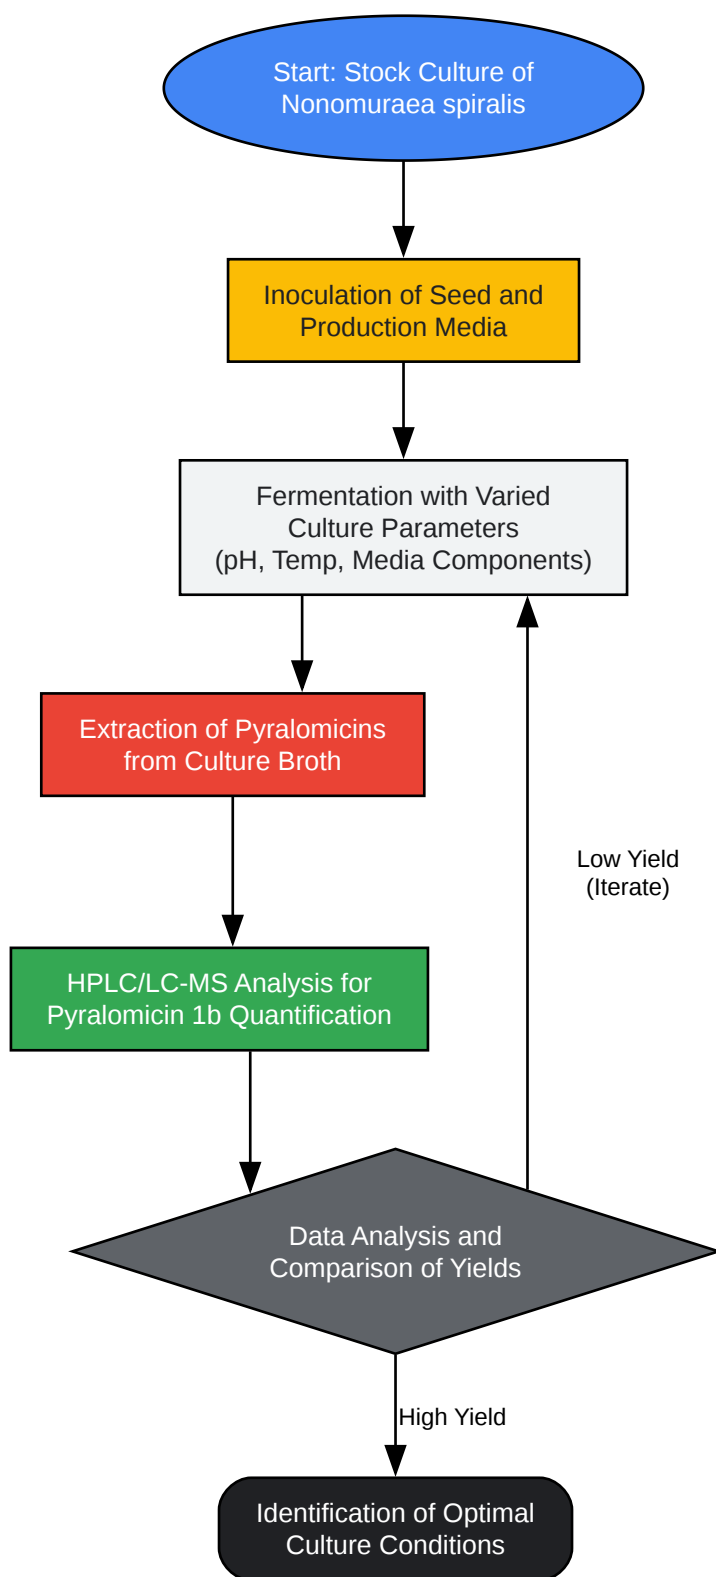 Start: Stock Culture of
Nonomuraea spiralis
Inoculation of Seed and
Production Media
Fermentation with Varied
Culture Parameters
(pH, Temp, Media Components)
Extraction of Pyralomicins
from Culture Broth
Low Yield
(Iterate)
HPLC/LC-MS Analysis for
Pyralomicin 1b Quantification
Data Analysis and
Comparison of Yields
High Yield
Identification of Optimal
Culture Conditions